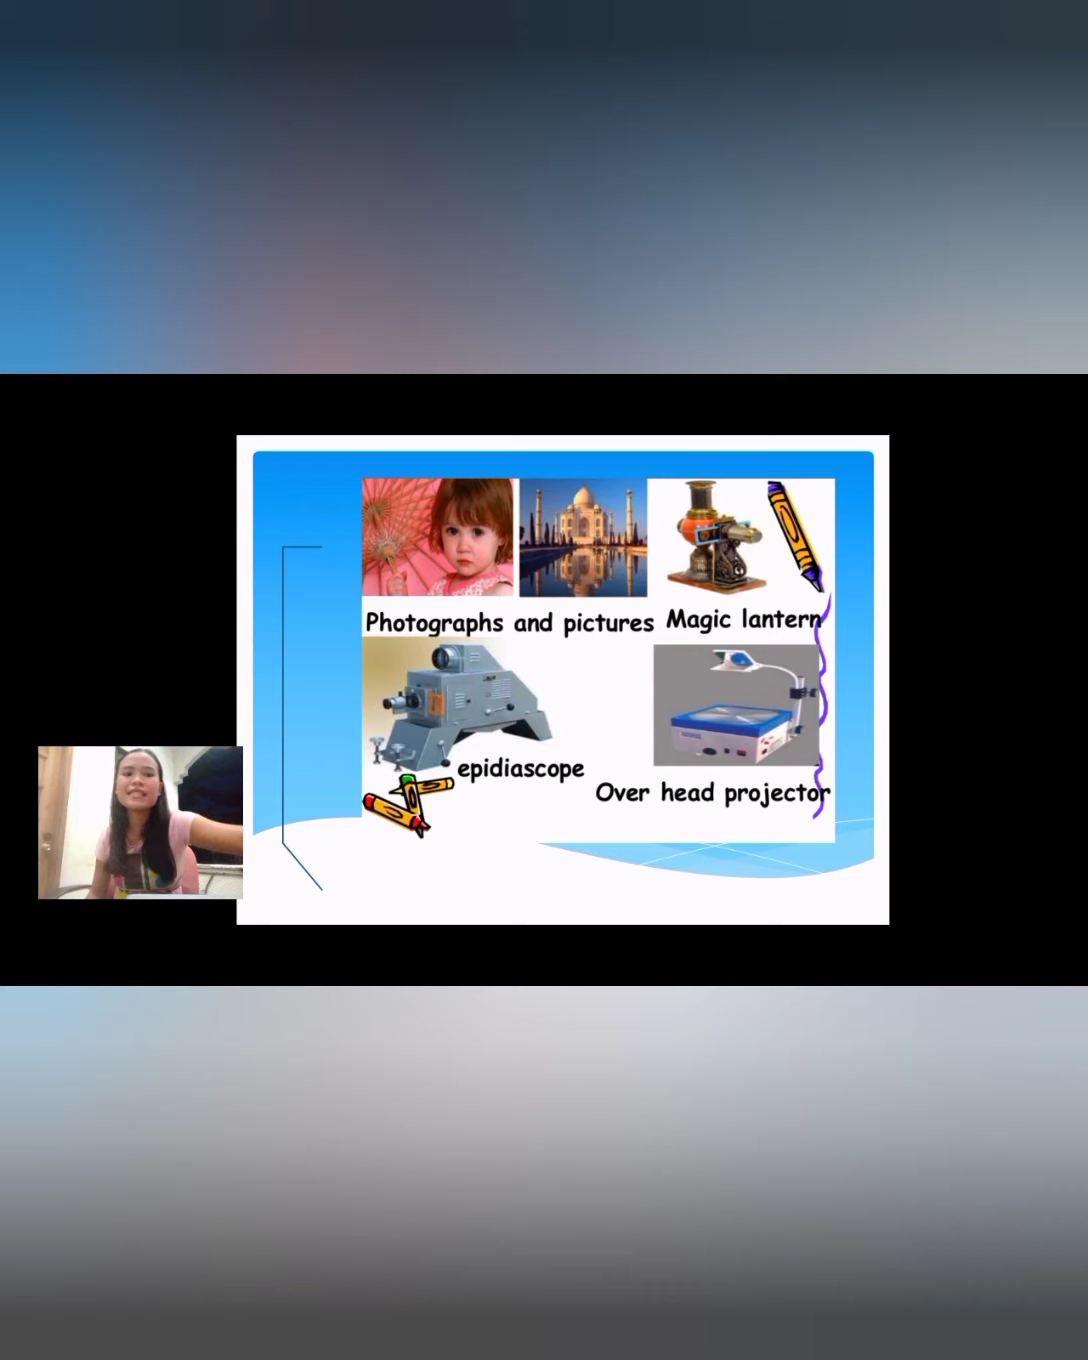 Photographs and pictures
Magic lantern
epidiascope
Over head projector